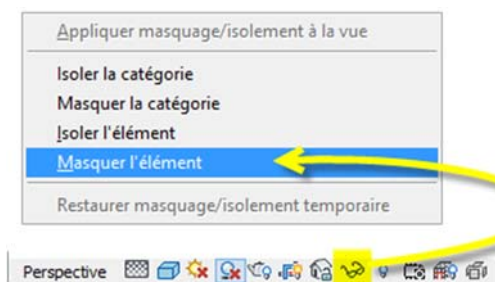 Appliquer masquage/isolement à la vue
Isoler la catégorie
Masquer la catégorie
Isoler l'élément
Masquer l'élément
Restaurer masquage/isolement temporaire
Perspective